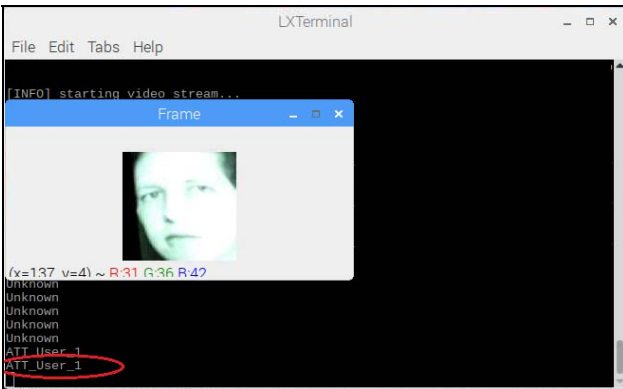 LXTerminal
File Edit Tabs Help
[INFO] starting video stream...
Frame
(x=137, y=4) ~ R:31 G:36 B:42
Unknown
Unknown
Unknown
Unknown
Unknown
ATT_User_1
ATT_User_1